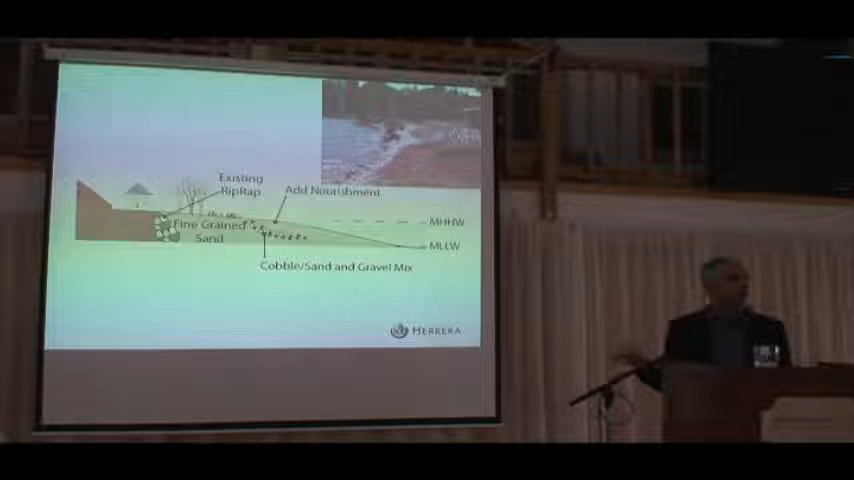 Existing
RipRap
Add Nourishment
Fine Grained
Sand
MHHW
MLLW
Cobble/Sand and Gravel Mix
HERRERA